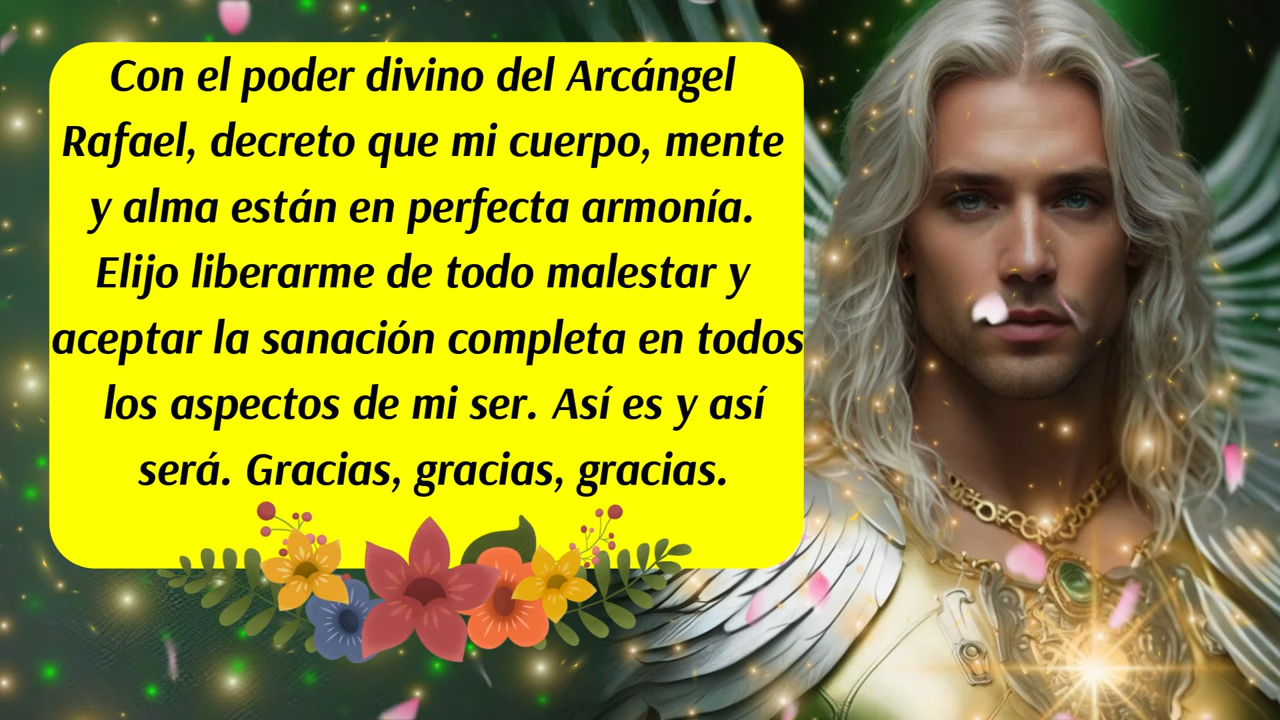 Con el poder divino del Arcángel
Rafael, decreto que mi cuerpo, mente
y alma están en perfecta armonía.
Elijo liberarme de todo malestar y
aceptar la sanación completa en todos
los aspectos de mi ser. Así es y así
será. Gracias, gracias, gracias.